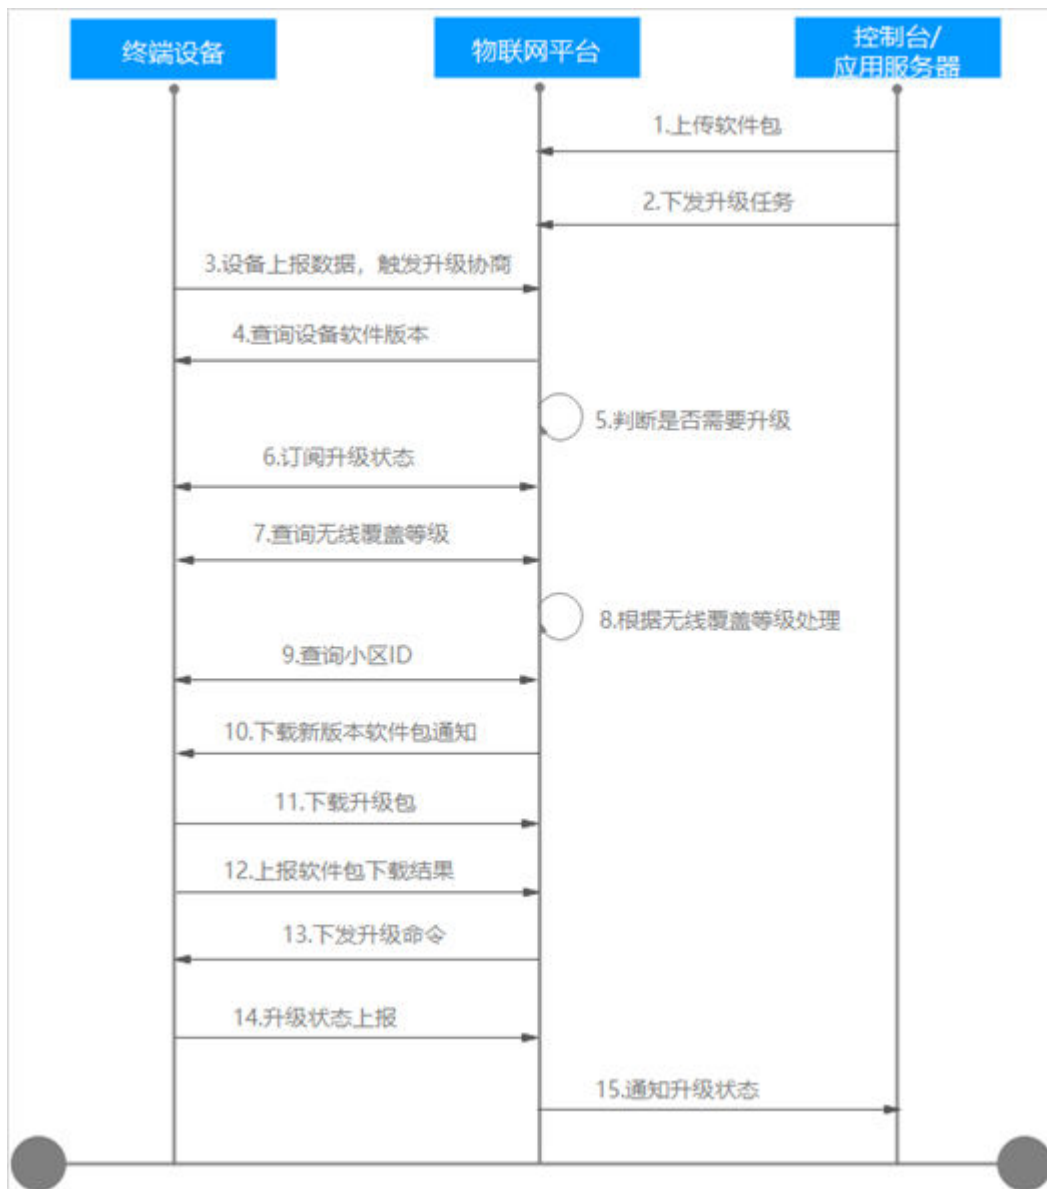 终端设备
物联网平台
控制台/
应用服务器
1.上传软件包
2.下发升级任务
3.设备上报数据，触发升级协商
4.查询设备软件版本
5.判断是否需要升级
6.订阅升级状态
7.查询无线覆盖等级
8.根据无线覆盖等级处理
9.查询小区ID
10.下载新版本软件包通知
11.下载升级包
12.上报软件包下载结果
13.下发升级命令
14.升级状态上报
15.通知升级状态